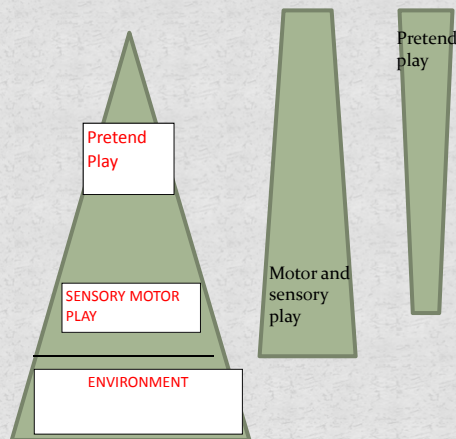 Pretend
Play
SENSORY MOTOR
PLAY
ENVIRONMENT
Motor and
sensory
play
Pretend
play